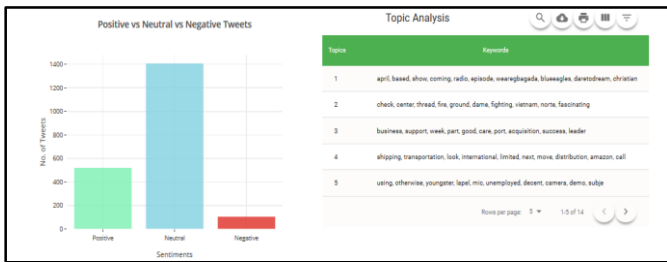 Positive vs Neutral vs Negative Tweets
1400
1200
1000
800
600
400
200
0
No. of Tweets
Positive
Neutral
Negative
Sentiments
Topic Analysis
Topics Keywords
1 april, based, show, coming, radio, episode, wearegbagada, blueeagles, daretodream, christian
2 check, center, thread, fire, ground, dame, fighting, vietnam, norte, fascinating
3 business, support, week, part, good, care, port, acquisition, success, leader
4 shipping, transportation, look, international, limited, next, move, distribution, amazon, call
5 using, otherwise, youngster, lapel, mio, unemployed, decent, camera, demo, subje
Rows per page: 5 1-5 of 14